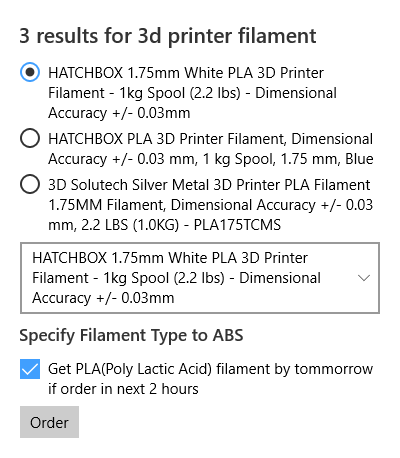 3 results for 3d printer filament
HATCHBOX 1.75mm White PLA 3D Printer
Filament - 1kg Spool (2.2 lbs) - Dimensional
Accuracy +/- 0.03mm
HATCHBOX PLA 3D Printer Filament, Dimensional
Accuracy +/- 0.03 mm, 1 kg Spool, 1.75 mm, Blue
3D Solutech Silver Metal 3D Printer PLA Filament
1.75MM Filament, Dimensional Accuracy +/- 0.03
mm, 2.2 LBS (1.0KG) - PLA175TCMS
HATCHBOX 1.75mm White PLA 3D Printer
Filament - 1kg Spool (2.2 lbs) - Dimensional
Accuracy +/- 0.03mm
Specify Filament Type to ABS
Get PLA(Poly Lactic Acid) filament by tommorrow
if order in next 2 hours
Order